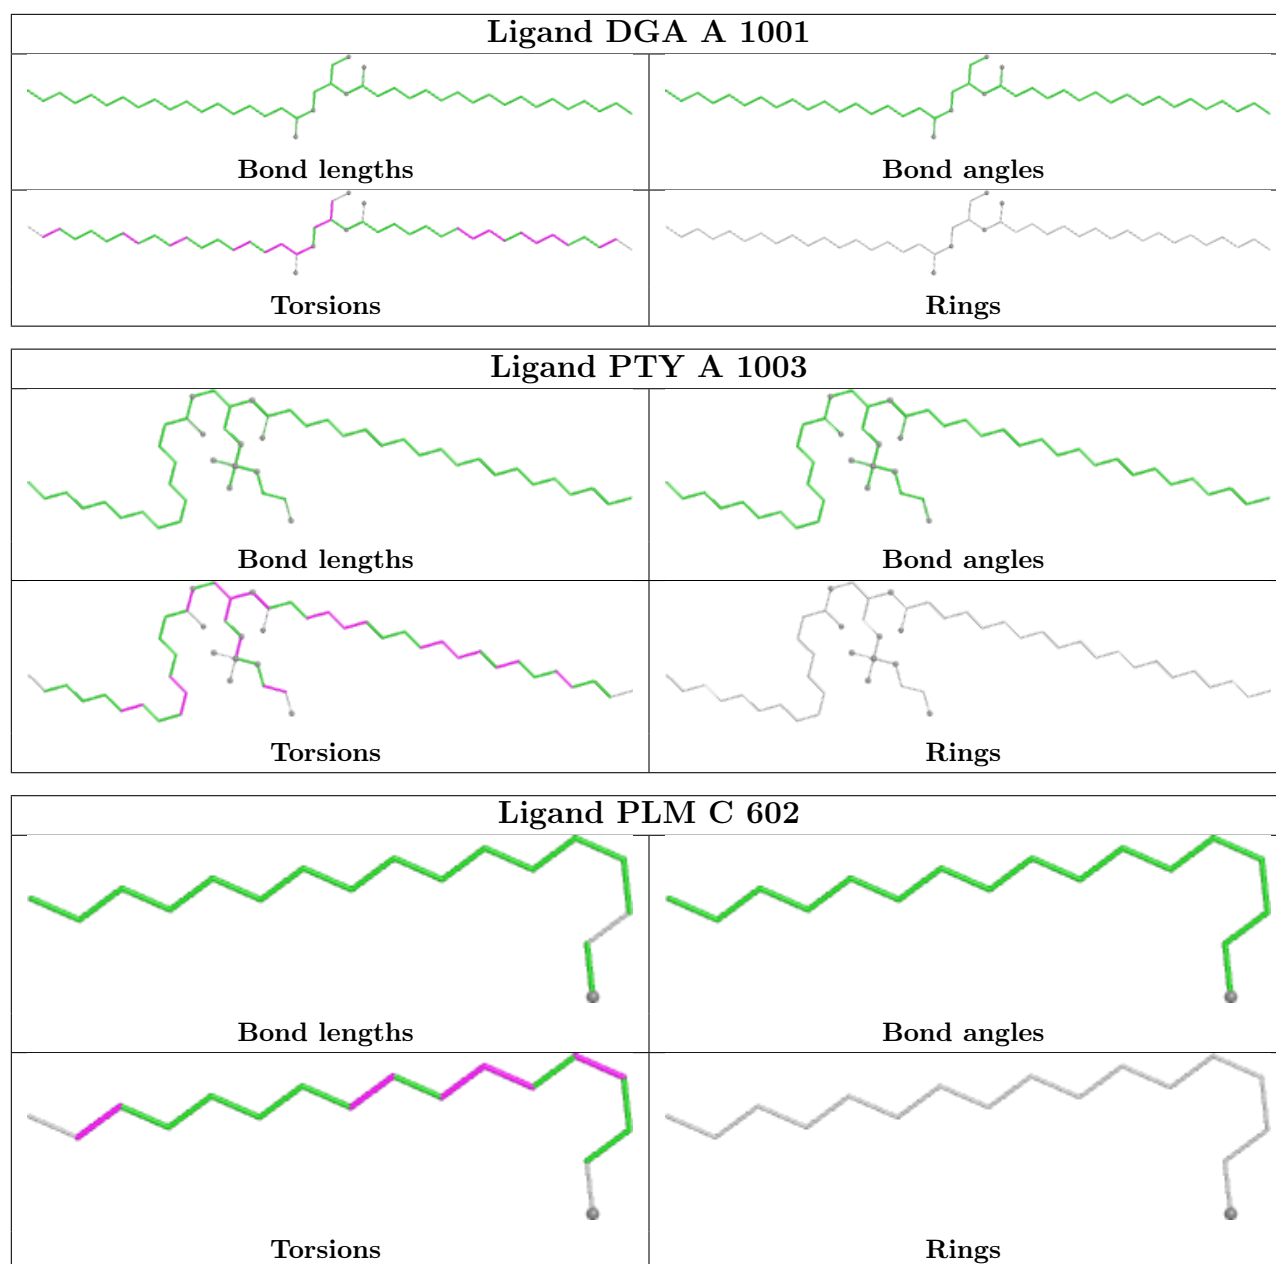 Ligand DGA A 1001
Bond lengths
Bond angles
Torsions
Rings
Ligand PTY A 1003
Bond lengths
Bond angles
Torsions
Rings
Ligand PLM C 602
Bond lengths
Bond angles
Torsions
Rings